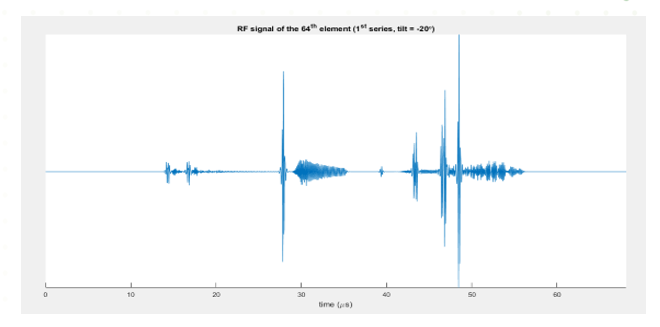 RF signal of the 64th element (1st series, tilt = -20°)
0 10 20 30 40 50 60
time (μs)